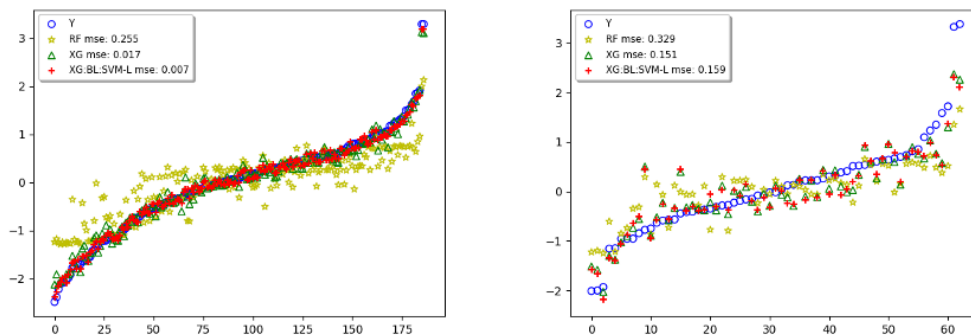 Y
RF mse: 0.255
XG mse: 0.017
XG:BL:SVM-L mse: 0.007
3
2
1
0
−1
−2
0 25 50 75 100 125 150 175
Y
RF mse: 0.329
XG mse: 0.151
XG:BL:SVM-L mse: 0.159
3
2
1
0
−1
−2
0 10 20 30 40 50 60